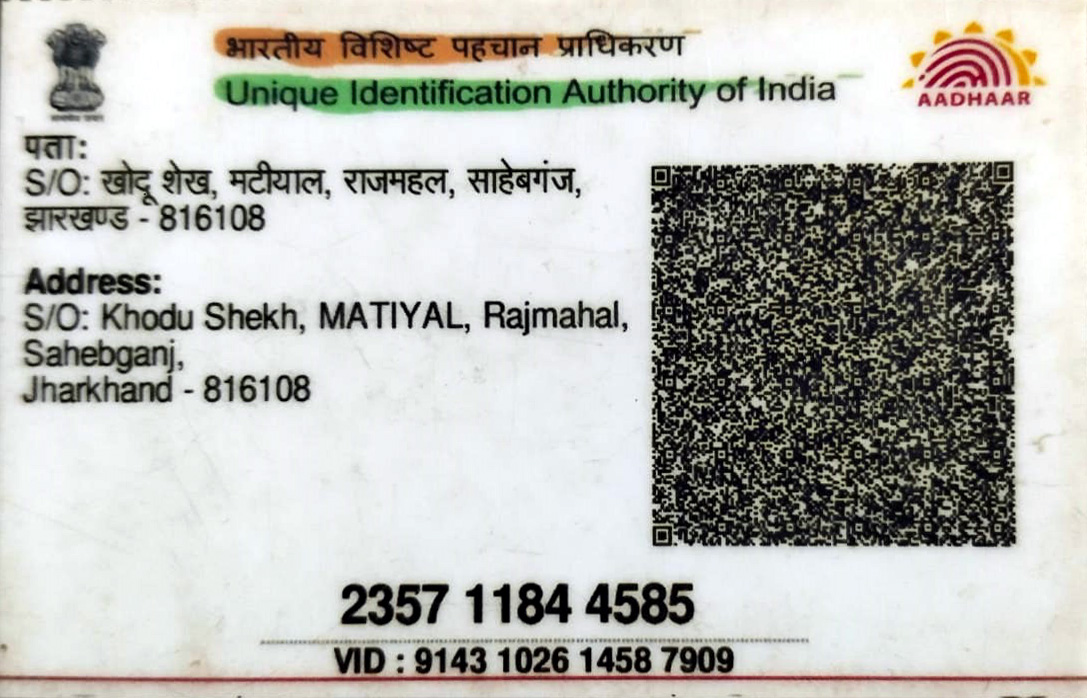 भारतीय विशिष्ट पहचान प्राधिकरण
Unique Identification Authority of India
AADHAAR
पता:
S/O: खोदू शेख, मटीयाल, राजमहल, साहेबगंज,
झारखण्ड - 816108
Address:
S/O: Khodu Shekh, MATIYAL, Rajmahal,
Sahebganj,
Jharkhand - 816108
2357 1184 4585
VID : 9143 1026 1458 7909